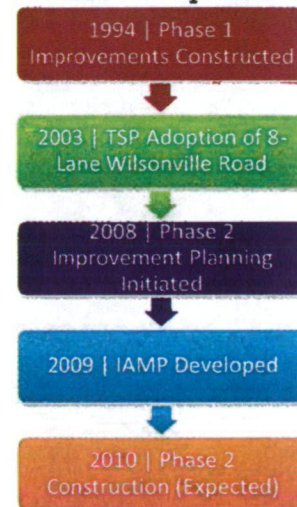 1994 | Phase 1
Improvements Constructed
2003 | TSP Adoption of 8-
Lane Wilsonville Road
2008 | Phase 2
Improvement Planning
Initiated
2009 | IAMP Developed
2010 | Phase 2
Construction (Expected)